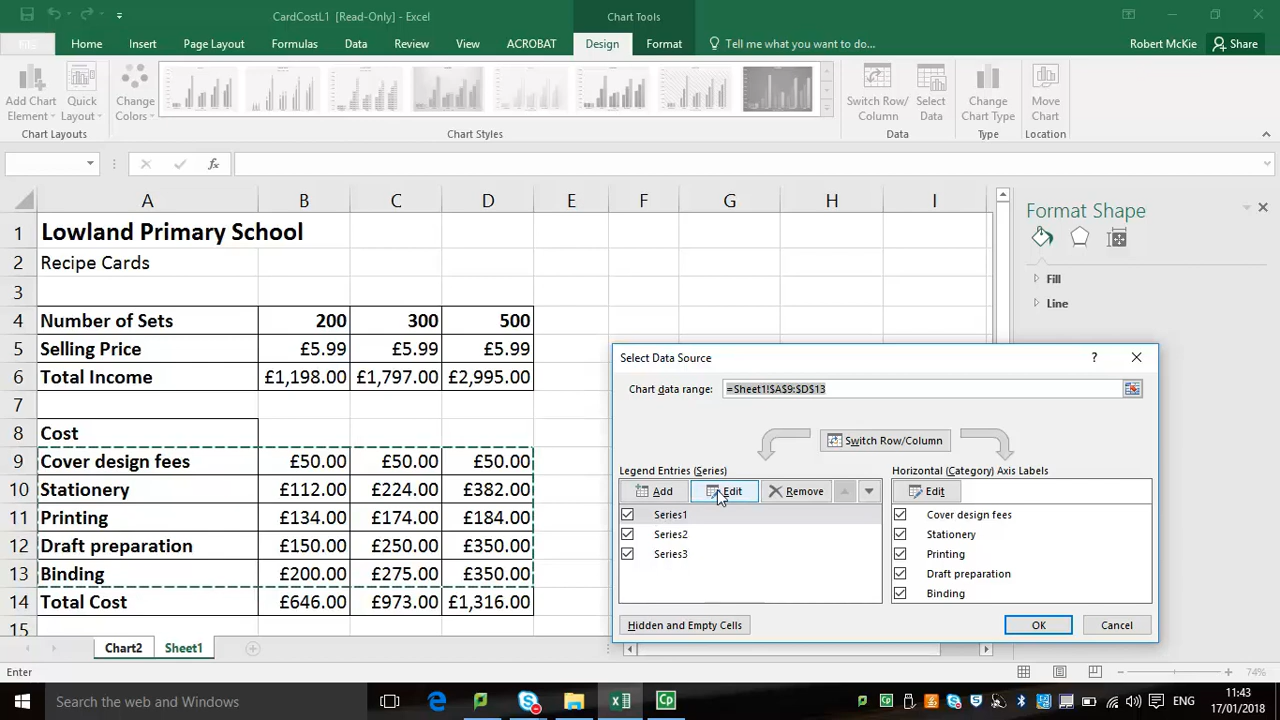 CardCostL1 [Read-Only] - Excel
Chart Tools
Home Insert Page Layout Formulas Data Review View ACROBAT Design Format Tell me what you want to do... Robert McKie Share
Add Chart Element
Quick Layout
Change Colors
Switch Row/ Column
Select Data
Change Chart Type
Move Chart
Chart Layouts Chart Styles Data Type Location
fx
A B C D E F G H I
1 Lowland Primary School
2 Recipe Cards
3
4 Number of Sets 200 300 500
5 Selling Price £5.99 £5.99 £5.99
6 Total Income £1,198.00 £1,797.00 £2,995.00
7
8 Cost
9 Cover design fees £50.00 £50.00 £50.00
10 Stationery £112.00 £224.00 £382.00
11 Printing £134.00 £174.00 £184.00
12 Draft preparation £150.00 £250.00 £350.00
13 Binding £200.00 £275.00 £350.00
14 Total Cost £646.00 £973.00 £1,316.00
15
Format Shape
Fill
Line
Select Data Source ?
Chart data range: =Sheet1!$A$9:$D$13
Switch Row/Column
Legend Entries (Series)
Add Edit Remove
Series1
Series2
Series3
Horizontal (Category) Axis Labels
Edit
Cover design fees
Stationery
Printing
Draft preparation
Binding
Hidden and Empty Cells OK Cancel
Chart2 Sheet1
Enter 74%
Search the web and Windows
ENG
11:43
17/01/2018